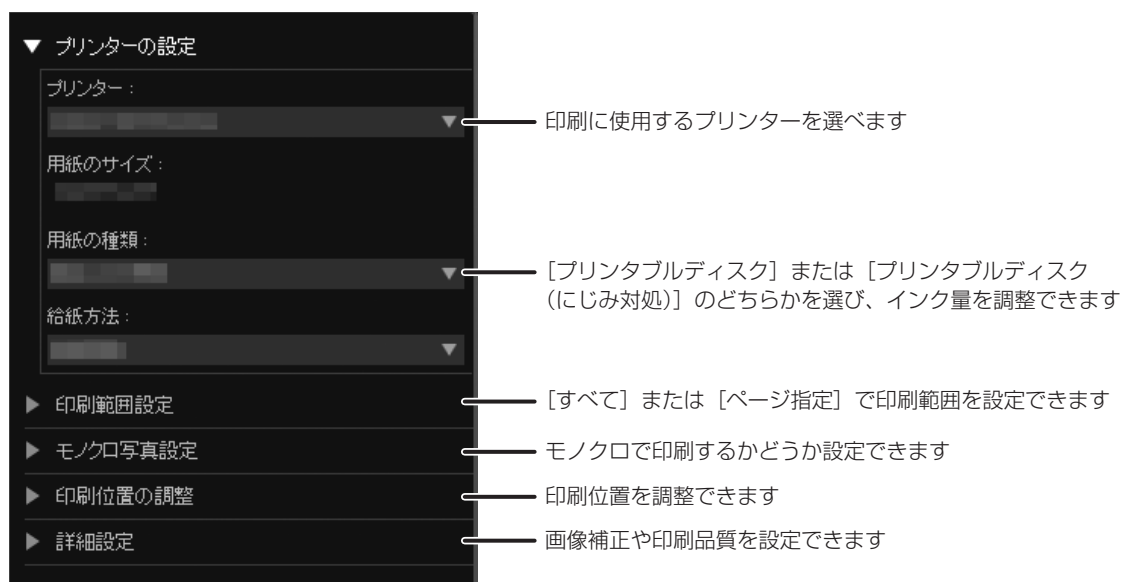 プリンターの設定
プリンター：
印刷に使用するプリンターを選べます
用紙のサイズ：
用紙の種類：
［プリンタブルディスク］または［プリンタブルディスク
（にじみ対処）］のどちらかを選び、インク量を調整できます
給紙方法：
印刷範囲設定
［すべて］または［ページ指定］で印刷範囲を設定できます
モノクロ写真設定
モノクロで印刷するかどうか設定できます
印刷位置の調整
印刷位置を調整できます
詳細設定
画像補正や印刷品質を設定できます